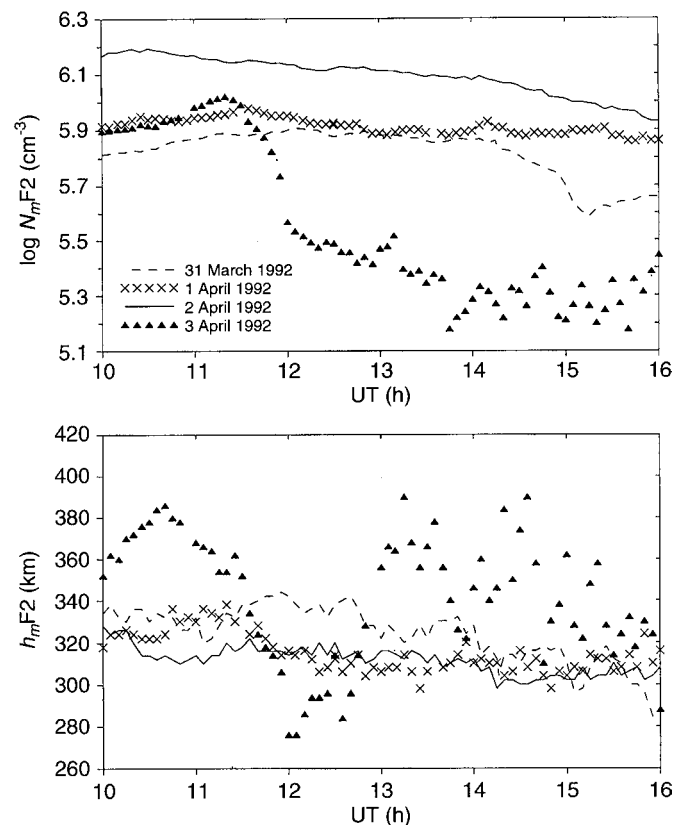 6.3
6.1
5.9
5.7
5.5
5.3
5.1
log NmF2 (cm-3)
31 March 1992
1 April 1992
2 April 1992
3 April 1992
10 11 12 13 14 15 16
UT (h)
420
400
380
360
340
320
300
280
260
hmF2 (km)
10 11 12 13 14 15 16
UT (h)